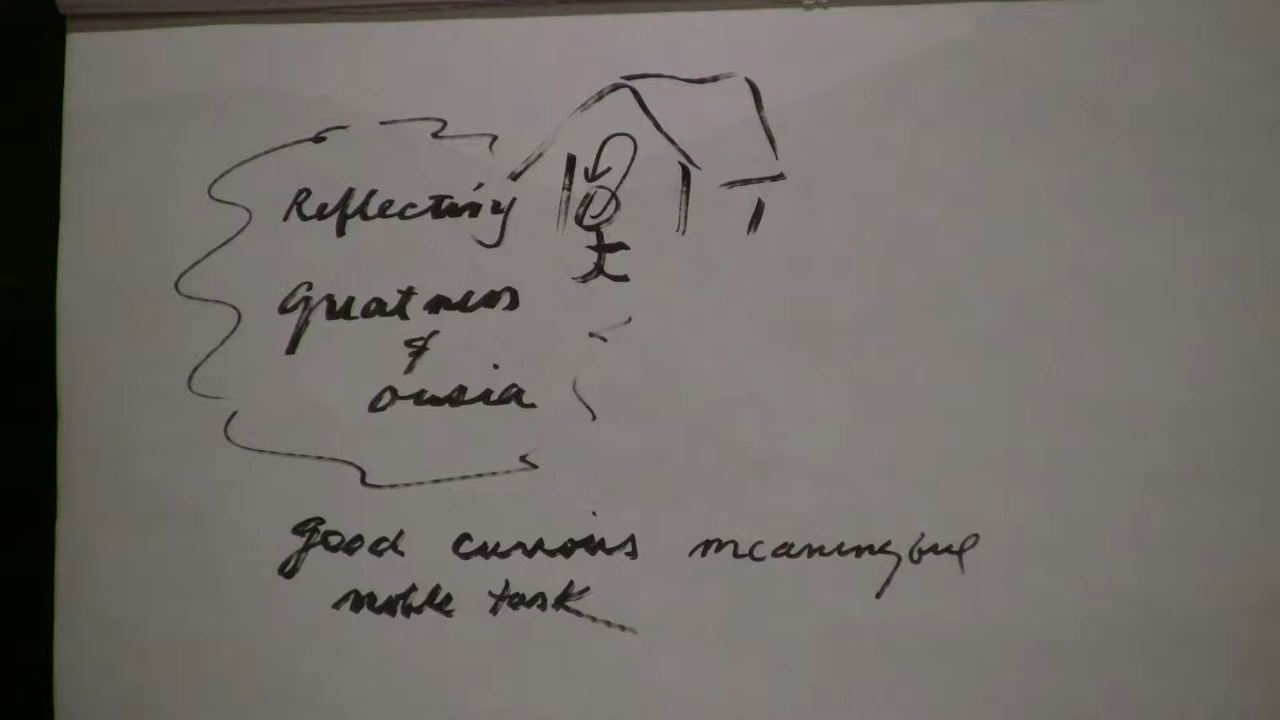 Reflecting
Greatness
&
ousia
good curious meaningful
noble task